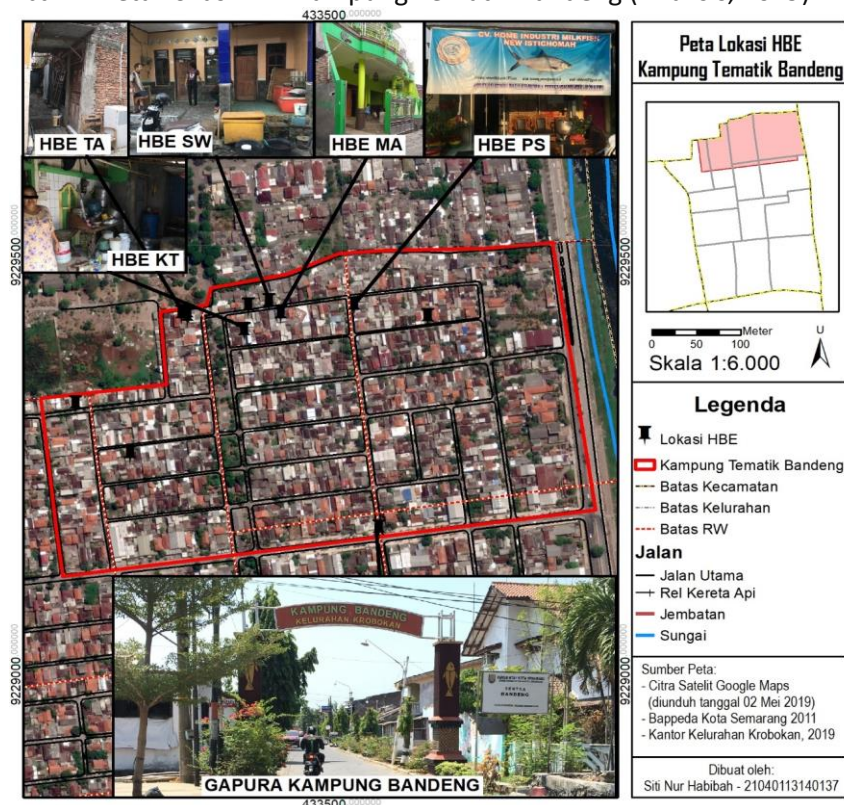 433500
CV. HOME INDUSTRI MILKFISH
NEW ISTICHOMAH
HBE TA
HBE SW
HBE MA
HBE PS
HBE KT
9229500
9229500
9229000
9229000
KAMPUNG BANDENG
KELURAHAN KROBOKAN
SENTRA
BANDENG
GAPURA KAMPUNG BANDENG
433500
Peta Lokasi HBE
Kampung Tematik Bandeng
Meter
0 50 100
U
Skala 1:6.000
Legenda
Lokasi HBE
Kampung Tematik Bandeng
Batas Kecamatan
Batas Kelurahan
Batas RW
Jalan
Jalan Utama
Rel Kereta Api
Jembatan
Sungai
Sumber Peta:
- Citra Satelit Google Maps
(diunduh tanggal 02 Mei 2019)
- Bappeda Kota Semarang 2011
- Kantor Kelurahan Krobokan, 2019
Dibuat oleh:
Siti Nur Habibah - 21040113140137